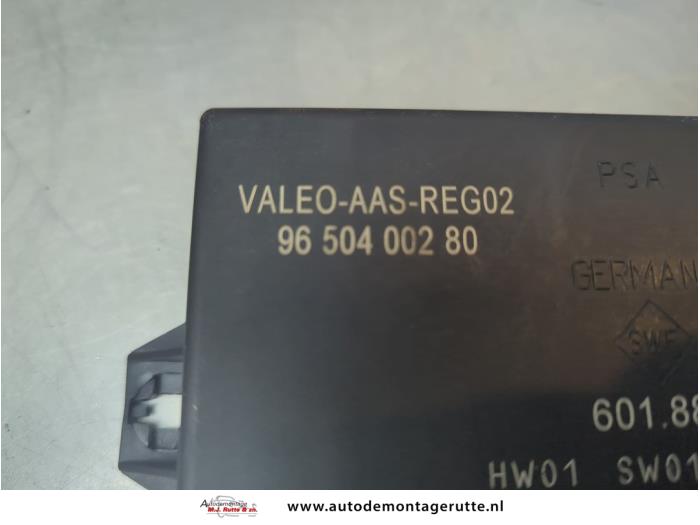 VALEO-AAS-REG02
96 504 002 80
PSA
GERMAN
SWF
601.88
HW01 SW01
Autodemontage
M.J. Rutte & zn.
www.autodemontagerutte.nl